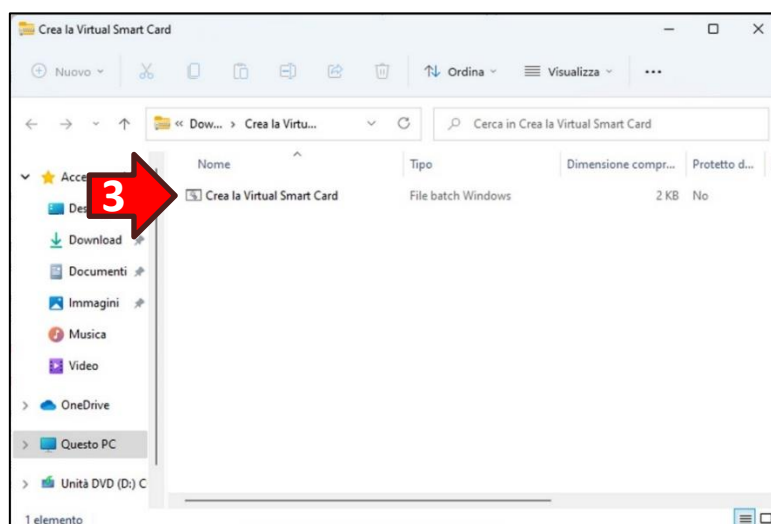 Crea la Virtual Smart Card
Nuovo
Ordina
Visualizza
« Dow... > Crea la Virtu...
Cerca in Crea la Virtual Smart Card
Nome
Tipo
Dimensione compr...
Protetto d...
3
Crea la Virtual Smart Card
File batch Windows
2 KB
No
Acce
Des
Download
Documenti
Immagini
Musica
Video
OneDrive
Questo PC
Unità DVD (D:) C
1 elemento